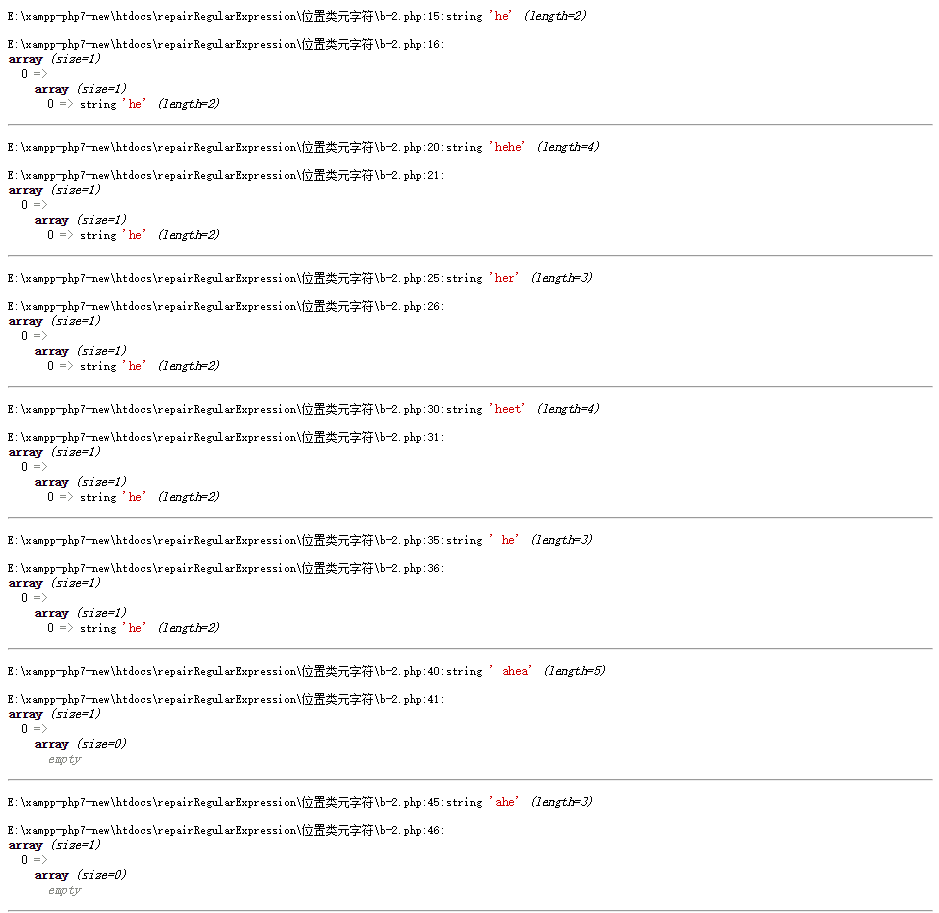 E:\xampp-php7-new\htdocs\repairRegularExpression\位置类元字符\b-2.php:15:string 'he' (length=2)
E:\xampp-php7-new\htdocs\repairRegularExpression\位置类元字符\b-2.php:16:
array (size=1)
0 =>
array (size=1)
0 => string 'he' (length=2)
E:\xampp-php7-new\htdocs\repairRegularExpression\位置类元字符\b-2.php:20:string 'hehe' (length=4)
E:\xampp-php7-new\htdocs\repairRegularExpression\位置类元字符\b-2.php:21:
array (size=1)
0 =>
array (size=1)
0 => string 'he' (length=2)
E:\xampp-php7-new\htdocs\repairRegularExpression\位置类元字符\b-2.php:25:string 'her' (length=3)
E:\xampp-php7-new\htdocs\repairRegularExpression\位置类元字符\b-2.php:26:
array (size=1)
0 =>
array (size=1)
0 => string 'he' (length=2)
E:\xampp-php7-new\htdocs\repairRegularExpression\位置类元字符\b-2.php:30:string 'heet' (length=4)
E:\xampp-php7-new\htdocs\repairRegularExpression\位置类元字符\b-2.php:31:
array (size=1)
0 =>
array (size=1)
0 => string 'he' (length=2)
E:\xampp-php7-new\htdocs\repairRegularExpression\位置类元字符\b-2.php:35:string ' he' (length=3)
E:\xampp-php7-new\htdocs\repairRegularExpression\位置类元字符\b-2.php:36:
array (size=1)
0 =>
array (size=1)
0 => string 'he' (length=2)
E:\xampp-php7-new\htdocs\repairRegularExpression\位置类元字符\b-2.php:40:string ' ahea' (length=5)
E:\xampp-php7-new\htdocs\repairRegularExpression\位置类元字符\b-2.php:41:
array (size=1)
0 =>
array (size=0)
empty
E:\xampp-php7-new\htdocs\repairRegularExpression\位置类元字符\b-2.php:45:string 'ahe' (length=3)
E:\xampp-php7-new\htdocs\repairRegularExpression\位置类元字符\b-2.php:46:
array (size=1)
0 =>
array (size=0)
empty